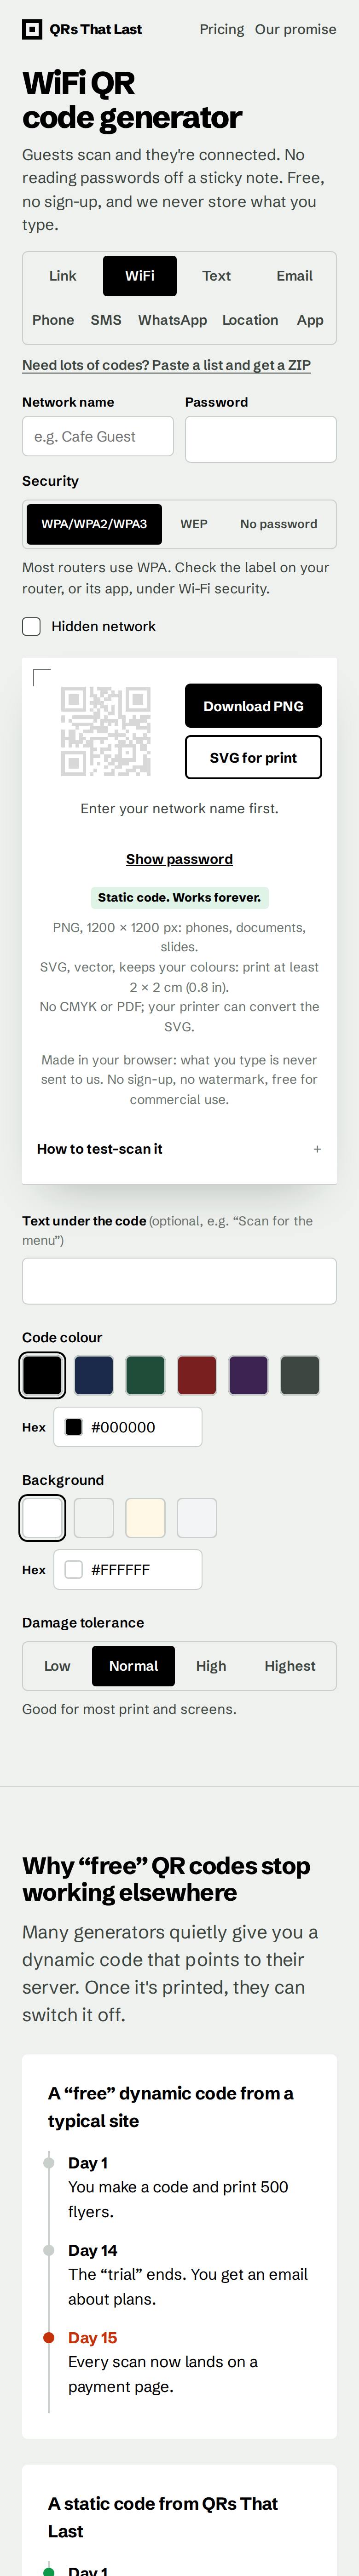 QRs That Last
Pricing Our promise
WiFi QR
code generator
Guests scan and they're connected. No
reading passwords off a sticky note. Free,
no sign-up, and we never store what you
type.
Link WiFi Text Email
Phone SMS WhatsApp Location App
Need lots of codes? Paste a list and get a ZIP
Network name Password
e.g. Cafe Guest
Security
WPA/WPA2/WPA3 WEP No password
Most routers use WPA. Check the label on your
router, or its app, under Wi-Fi security.
Hidden network
Download PNG
SVG for print
Enter your network name first.
Show password
Static code. Works forever.
PNG, 1200 × 1200 px: phones, documents,
slides.
SVG, vector, keeps your colours: print at least
2 × 2 cm (0.8 in).
No CMYK or PDF; your printer can convert the
SVG.
Made in your browser: what you type is never
sent to us. No sign-up, no watermark, free for
commercial use.
How to test-scan it +
Text under the code (optional, e.g. “Scan for the
menu”)
Code colour
Hex #000000
Background
Hex #FFFFFF
Damage tolerance
Low Normal High Highest
Good for most print and screens.
Why “free” QR codes stop
working elsewhere
Many generators quietly give you a
dynamic code that points to their
server. Once it's printed, they can
switch it off.
A “free” dynamic code from a
typical site
Day 1
You make a code and print 500
flyers.
Day 14
The “trial” ends. You get an email
about plans.
Day 15
Every scan now lands on a
payment page.
A static code from QRs That
Last
Day 1